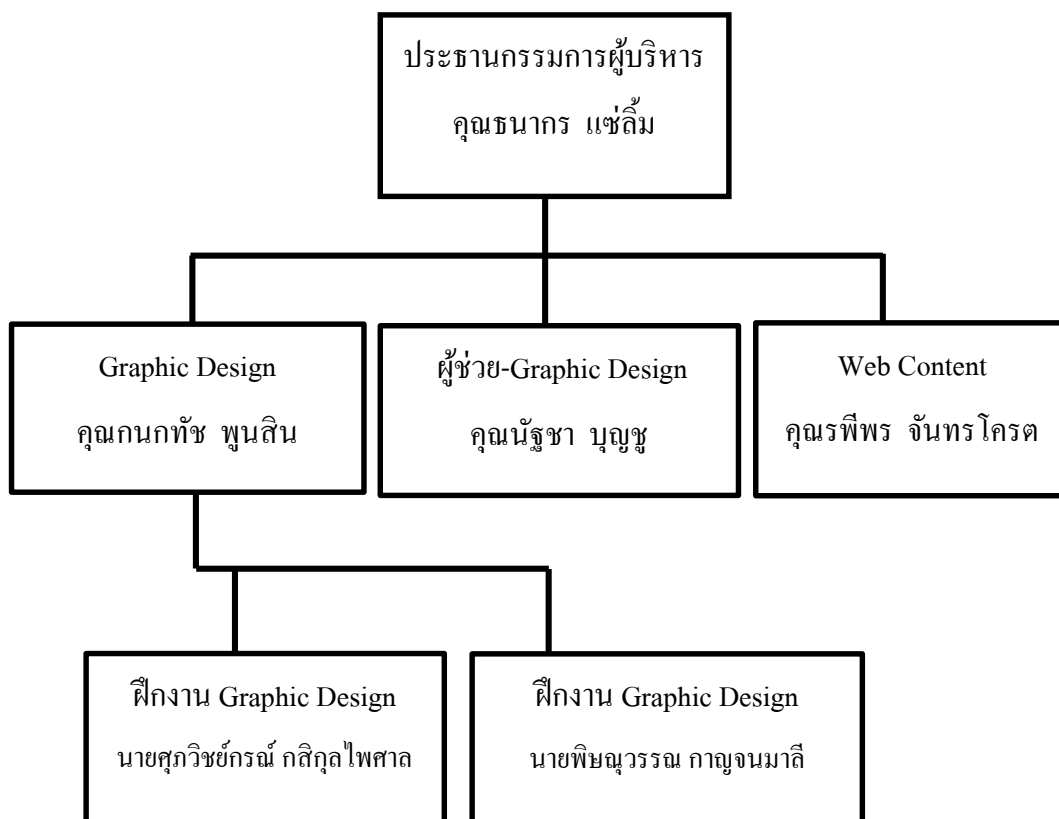 ประธานกรรมการผู้บริหาร
คุณธนากร แซ่ลิ้ม
Graphic Design
คุณกนกทัช พูนสิน
ผู้ช่วย-Graphic Design
คุณนัฐชา บุญชู
Web Content
คุณรพีพร จันทรโครต
ฝึกงาน Graphic Design
นายศุภวิชย์กรณ์ กสิกุลไพศาล
ฝึกงาน Graphic Design
นายพิษณุวรรณ กาญจนมาลี